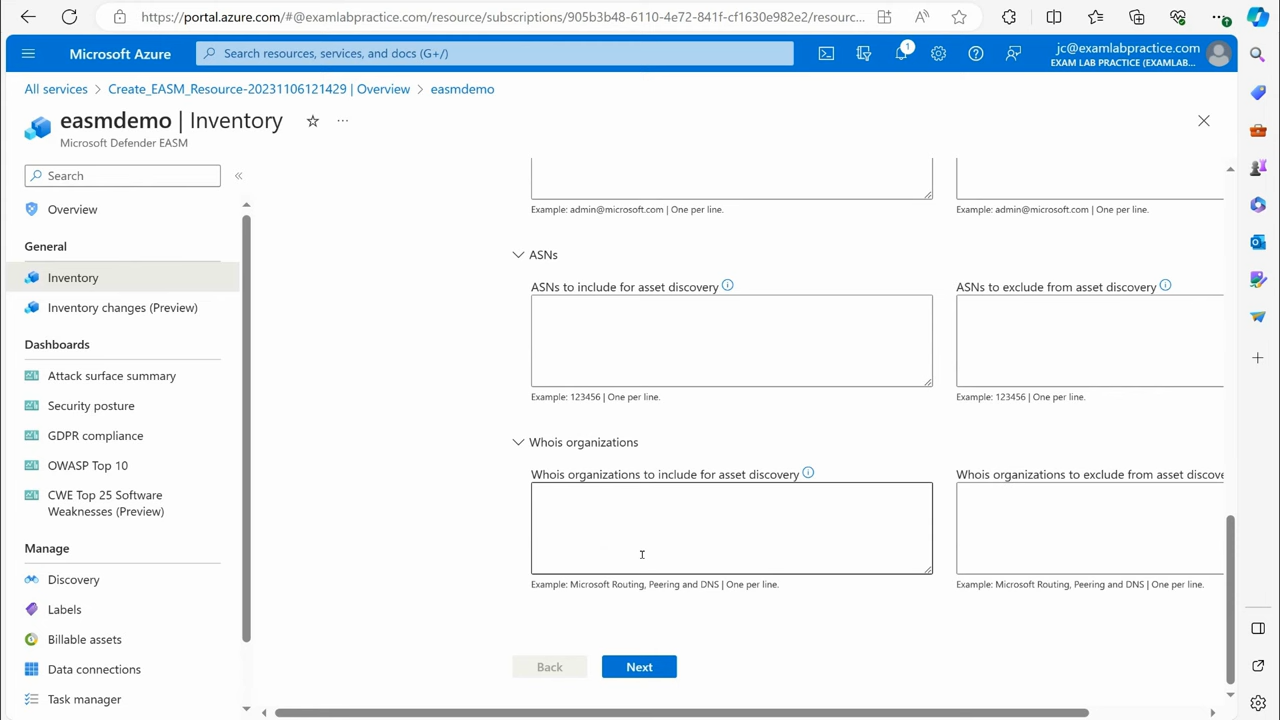 https://portal.azure.com/#@examlabpractice.com/resource/subscriptions/905b3b48-6110-4e72-841f-cf1630e982e2/resourc...
Microsoft Azure
Search resources, services, and docs (G+/)
1
jc@examlabpractice.com
EXAM LAB PRACTICE (EXAMLAB...
All services > Create_EASM_Resource-20231106121429 | Overview > easmdemo
easmdemo | Inventory
Microsoft Defender EASM
Search
Overview
General
Inventory
Inventory changes (Preview)
Dashboards
Attack surface summary
Security posture
GDPR compliance
OWASP Top 10
CWE Top 25 Software
Weaknesses (Preview)
Manage
Discovery
Labels
Billable assets
Data connections
Task manager
Example: admin@microsoft.com | One per line.
Example: admin@microsoft.com | One per line.
ASNs
ASNs to include for asset discovery
ASNs to exclude from asset discovery
Example: 123456 | One per line.
Example: 123456 | One per line.
Whois organizations
Whois organizations to include for asset discovery
Whois organizations to exclude from asset discove
Example: Microsoft Routing, Peering and DNS | One per line.
Example: Microsoft Routing, Peering and DNS | One per line.
Back
Next